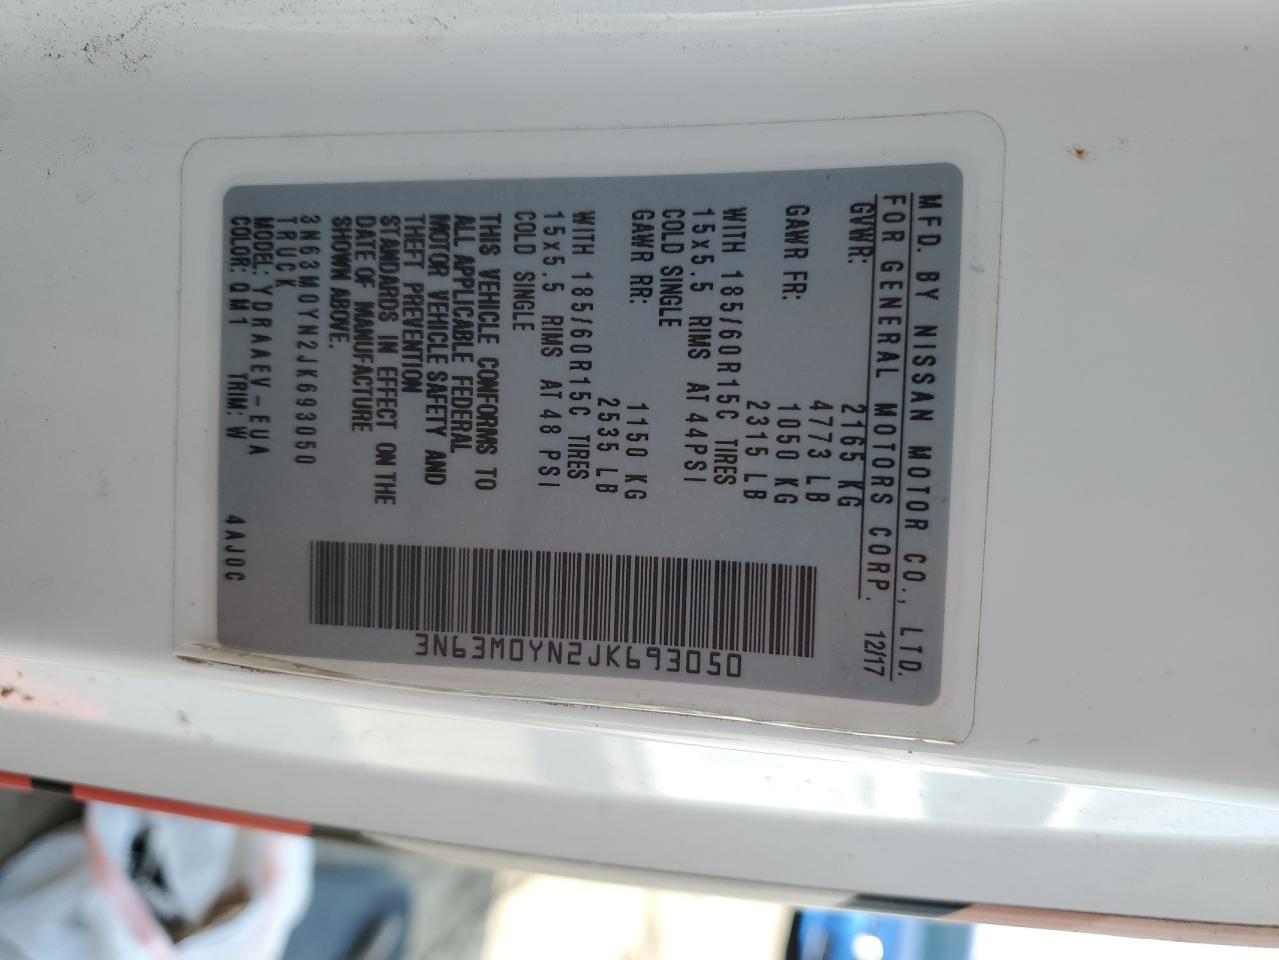 MFD. BY NISSAN MOTOR CO., LTD.
FOR GENERAL MOTORS CORP. 12/17
GVWR: 2165 KG
4773 LB
GAWR FR: 1050 KG
2315 LB
WITH 185/60R15C TIRES
15x5.5 RIMS AT 44PSI
COLD SINGLE
GAWR RR: 1150 KG
2535 LB
WITH 185/60R15C TIRES
15x5.5 RIMS AT 48 PSI
COLD SINGLE
THIS VEHICLE CONFORMS TO
ALL APPLICABLE FEDERAL
MOTOR VEHICLE SAFETY AND
THEFT PREVENTION
STANDARDS IN EFFECT ON THE
DATE OF MANUFACTURE
SHOWN ABOVE.
3N63M0YN2JK693050
TRUCK
MODEL: YDRAAEV-EUA
COLOR: QM1 TRIM: W 4AJ0C
3N63M0YN2JK693050